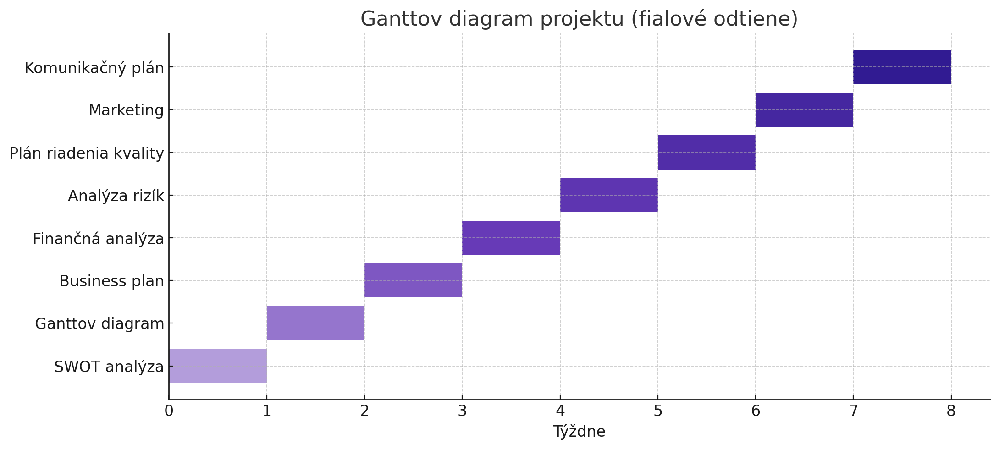 Ganttov diagram projektu (fialové odtiene)
Komunikačný plán
Marketing
Plán riadenia kvality
Analýza rizík
Finančná analýza
Business plan
Ganttov diagram
SWOT analýza
0 1 2 3 4 5 6 7 8
Týždne